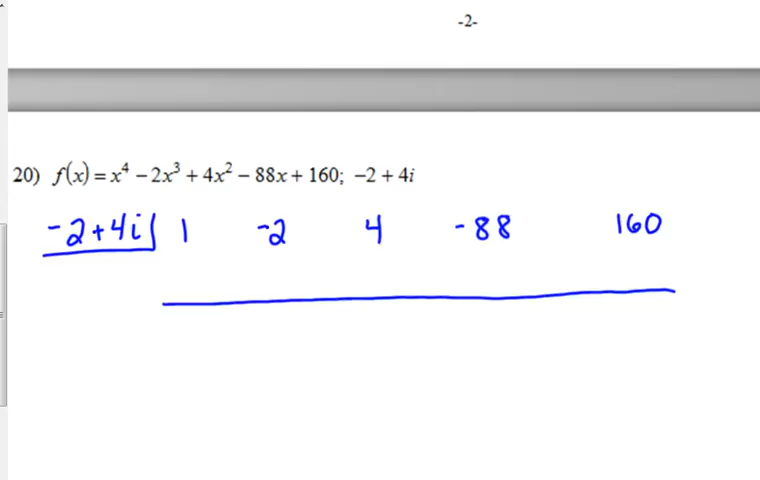 -2-
20) f(x) = x⁴ − 2x³ + 4x² − 88x + 160; −2 + 4i
-2+4i 1 -2 4 -88 160